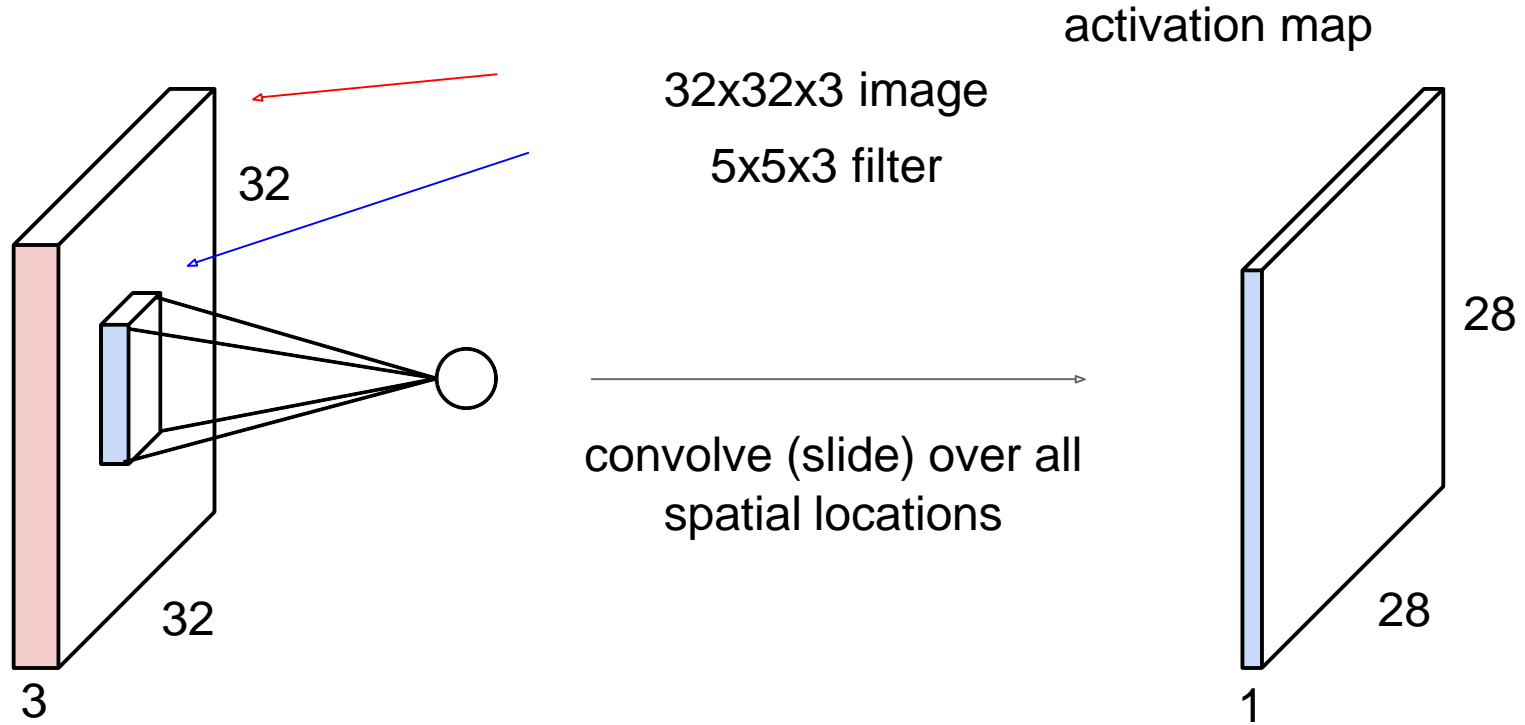 activation map
32x32x3 image
5x5x3 filter
32
28
convolve (slide) over all
spatial locations
32
28
3
1